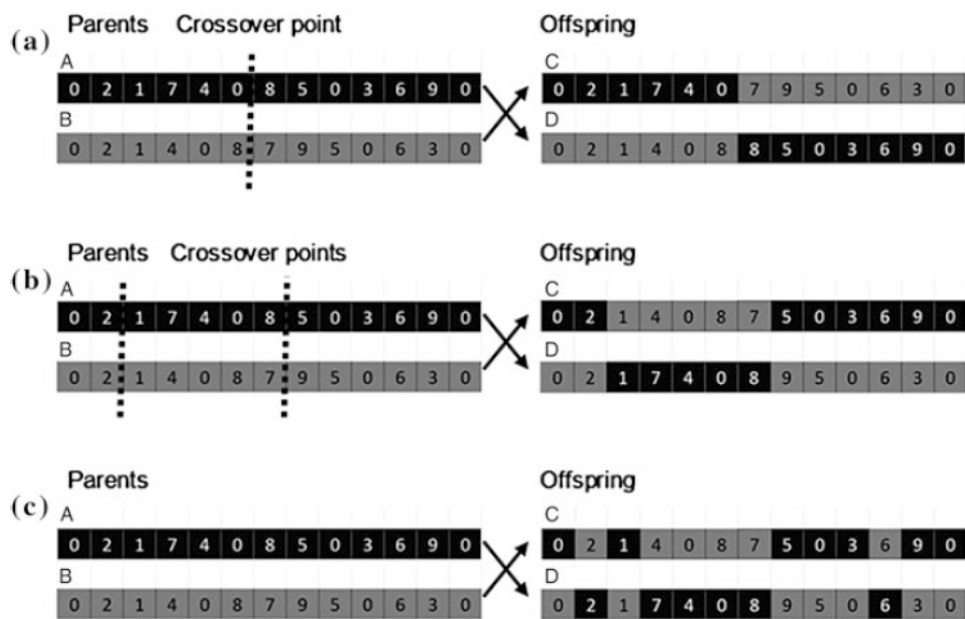 Parents Crossover point Offspring
(a)
A C
0 2 1 7 4 0 8 5 0 3 6 9 0 0 2 1 7 4 0 7 9 5 0 6 3 0
B D
0 2 1 4 0 8 7 9 5 0 6 3 0 0 2 1 4 0 8 8 5 0 3 6 9 0
Parents Crossover points Offspring
(b)
A C
0 2 1 7 4 0 8 5 0 3 6 9 0 0 2 1 4 0 8 7 5 0 3 6 9 0
B D
0 2 1 4 0 8 7 9 5 0 6 3 0 0 2 1 7 4 0 8 9 5 0 6 3 0
Parents Offspring
(c)
A C
0 2 1 7 4 0 8 5 0 3 6 9 0 0 2 1 4 0 8 7 5 0 3 6 9 0
B D
0 2 1 4 0 8 7 9 5 0 6 3 0 0 2 1 7 4 0 8 9 5 0 6 3 0